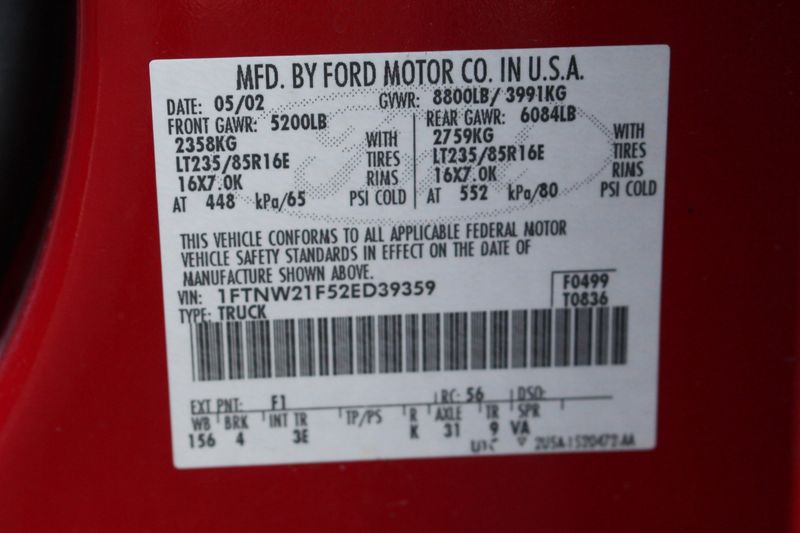 MFD. BY FORD MOTOR CO. IN U.S.A.
DATE: 05/02 GVWR: 8800LB/ 3991KG
FRONT GAWR: 5200LB REAR GAWR: 6084LB
2358KG WITH 2759KG WITH
LT235/85R16E TIRES LT235/85R16E TIRES
16X7.0K RIMS 16X7.0K RIMS
AT 448 kPa/65 PSI COLD AT 552 kPa/80 PSI COLD
THIS VEHICLE CONFORMS TO ALL APPLICABLE FEDERAL MOTOR
VEHICLE SAFETY STANDARDS IN EFFECT ON THE DATE OF
MANUFACTURE SHOWN ABOVE.
VIN: 1FTNW21F52ED39359 F0499
TYPE: TRUCK T0836
EXT PNT: F1 RC: 56 DSO:
WB BRK INT TR TP/PS R AXLE TR SPR
156 4 3E K 31 9 VA